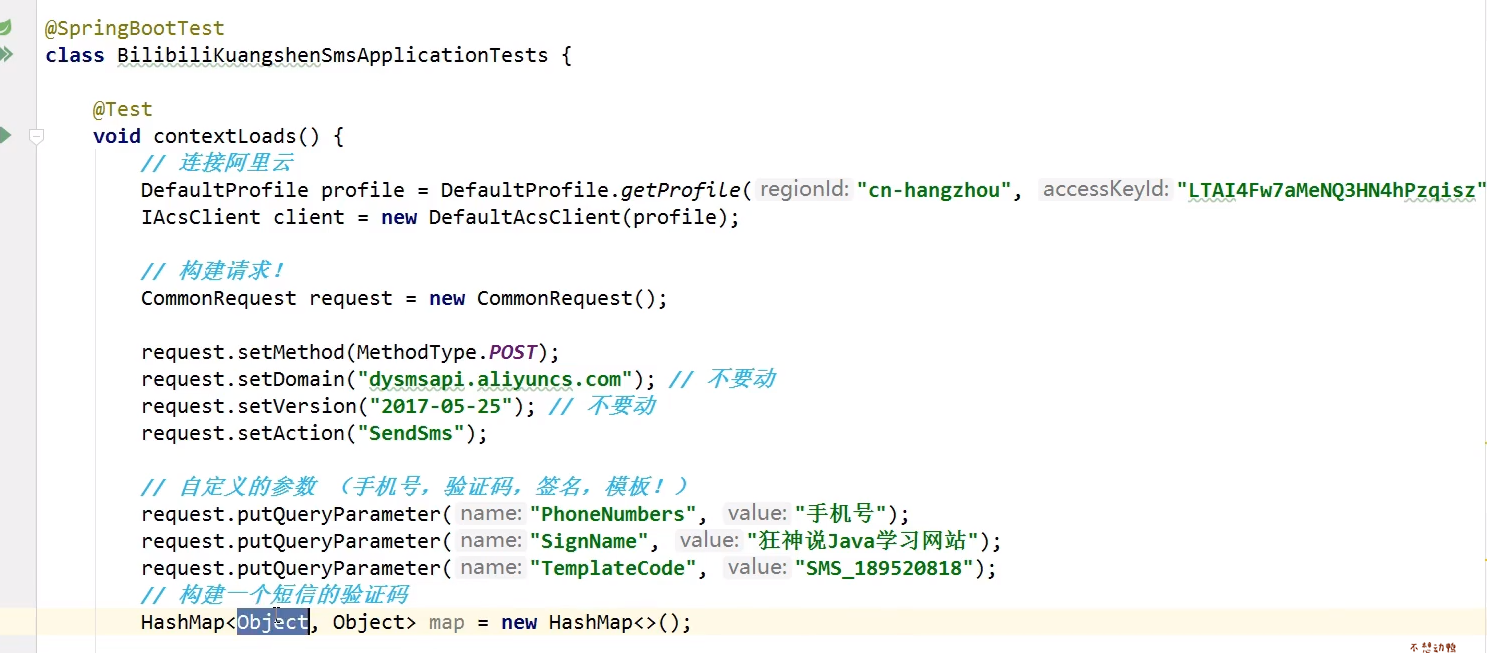 @SpringBootTest
class BilibiliKuangshenSmsApplicationTests {
@Test
void contextLoads() {
// 连接阿里云
DefaultProfile profile = DefaultProfile.getProfile( regionId: "cn-hangzhou", accessKeyId: "LTAI4Fw7aMeNQ3HN4hPzqisz"
IAcsClient client = new DefaultAcsClient(profile);
// 构建请求！
CommonRequest request = new CommonRequest();
request.setMethod(MethodType.POST);
request.setDomain("dysmsapi.aliyuncs.com"); // 不要动
request.setVersion("2017-05-25"); // 不要动
request.setAction("SendSms");
// 自定义的参数 （手机号，验证码，签名，模板！）
request.putQueryParameter( name: "PhoneNumbers", value: "手机号");
request.putQueryParameter( name: "SignName", value: "狂神说Java学习网站");
request.putQueryParameter( name: "TemplateCode", value: "SMS_189520818");
// 构建一个短信的验证码
HashMap<Object, Object> map = new HashMap<>();
不想动鸭